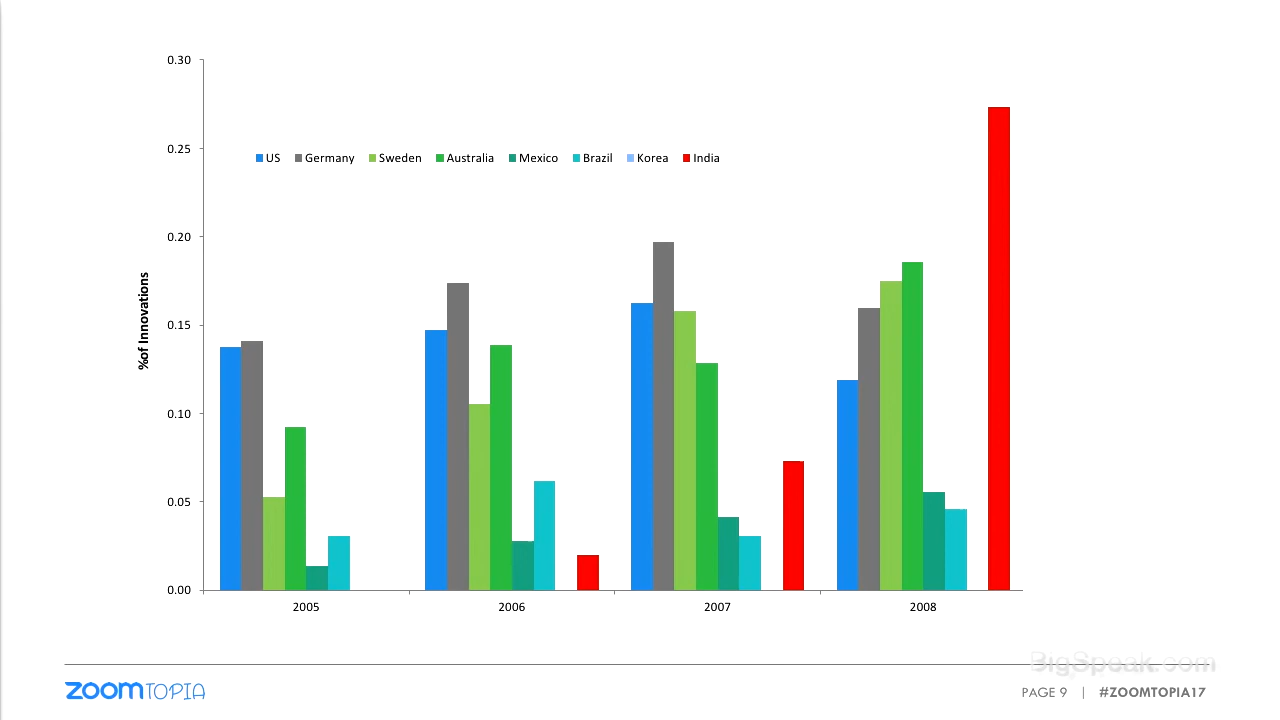 0.30
0.25
US Germany Sweden Australia Mexico Brazil Korea India
0.20
%of Innovations
0.15
0.10
0.05
0.00
2005 2006 2007 2008
BigSpeak.com
zoomTOPIA
PAGE 9 | #ZOOMTOPIA17